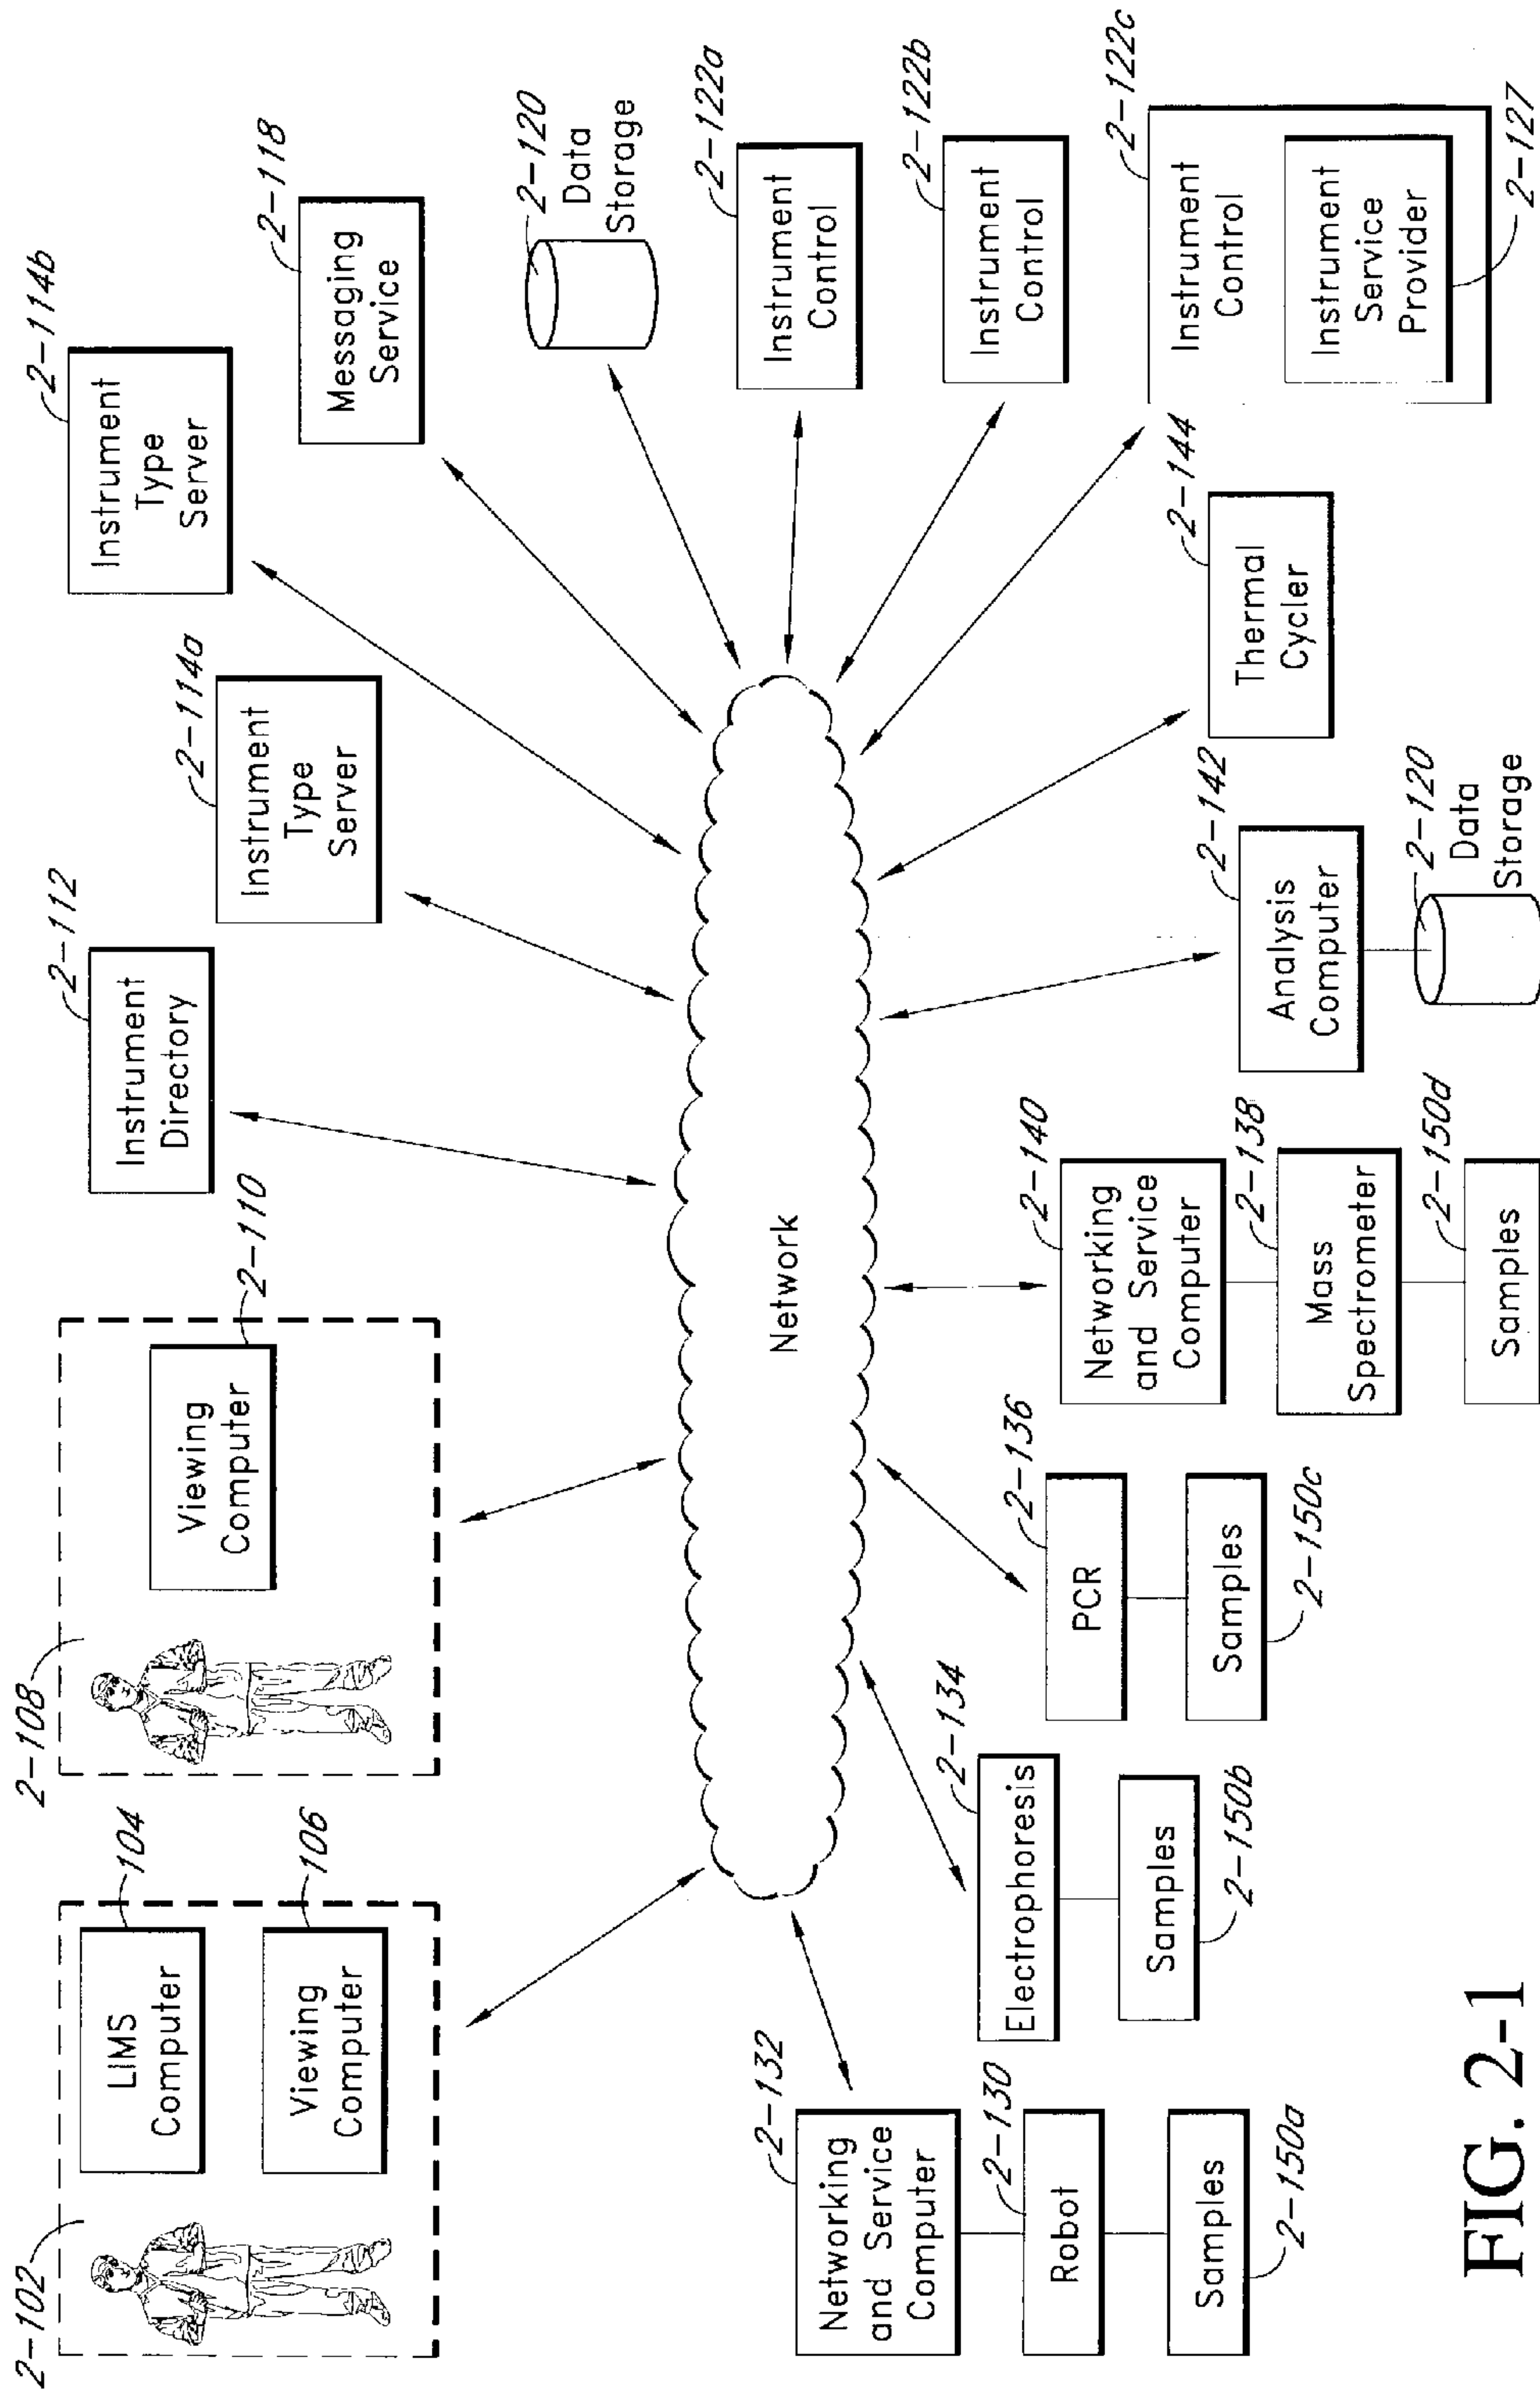 2-102
LIMS
Computer
104
Viewing
Computer
106
2-108
Viewing
Computer
2-110
Instrument
Directory
2-112
Instrument
Type
Server
2-114a
Instrument
Type
Server
2-114b
Messaging
Service
2-118
2-120
Data
Storage
Instrument
Control
2-122a
Instrument
Control
2-122b
Instrument
Control
2-122c
Instrument
Service
Provider
2-127
Network
Networking
and Service
Computer
2-132
Robot
2-130
Samples
2-150a
Electrophoresis
2-134
Samples
2-150b
PCR
2-136
Samples
2-150c
Networking
and Service
Computer
2-140
Mass
Spectrometer
2-138
Samples
2-150d
Analysis
Computer
2-142
2-120
Data
Storage
Thermal
Cycler
2-144
FIG. 2-1